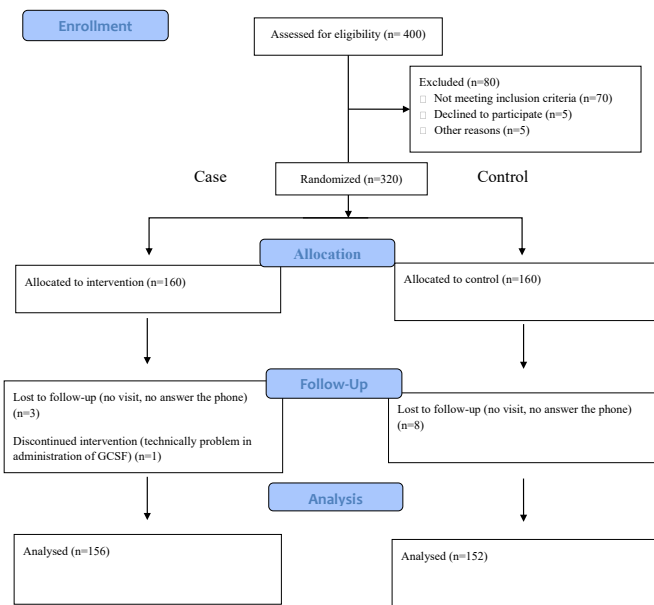 Enrollment
Assessed for eligibility (n= 400)
Excluded (n=80)
Not meeting inclusion criteria (n=70)
Declined to participate (n=5)
Other reasons (n=5)
Case
Randomized (n=320)
Control
Allocation
Allocated to intervention (n=160)
Allocated to control (n=160)
Follow-Up
Lost to follow-up (no visit, no answer the phone)
(n=3)
Discontinued intervention (technically problem in
administration of GCSF) (n=1)
Lost to follow-up (no visit, no answer the phone)
(n=8)
Analysis
Analysed (n=156)
Analysed (n=152)